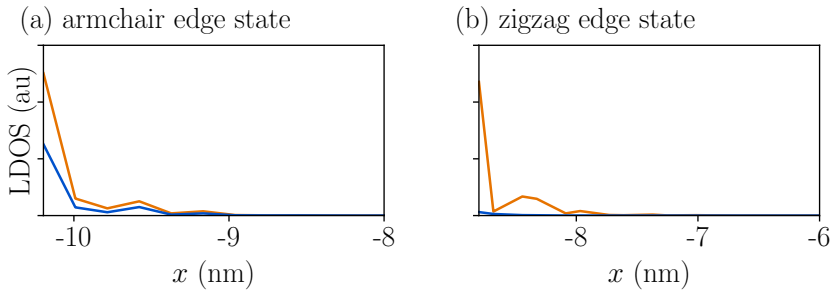 (a) armchair edge state
(b) zigzag edge state
LDOS (au)
-10 -9 -8
-8 -7 -6
x (nm)
x (nm)